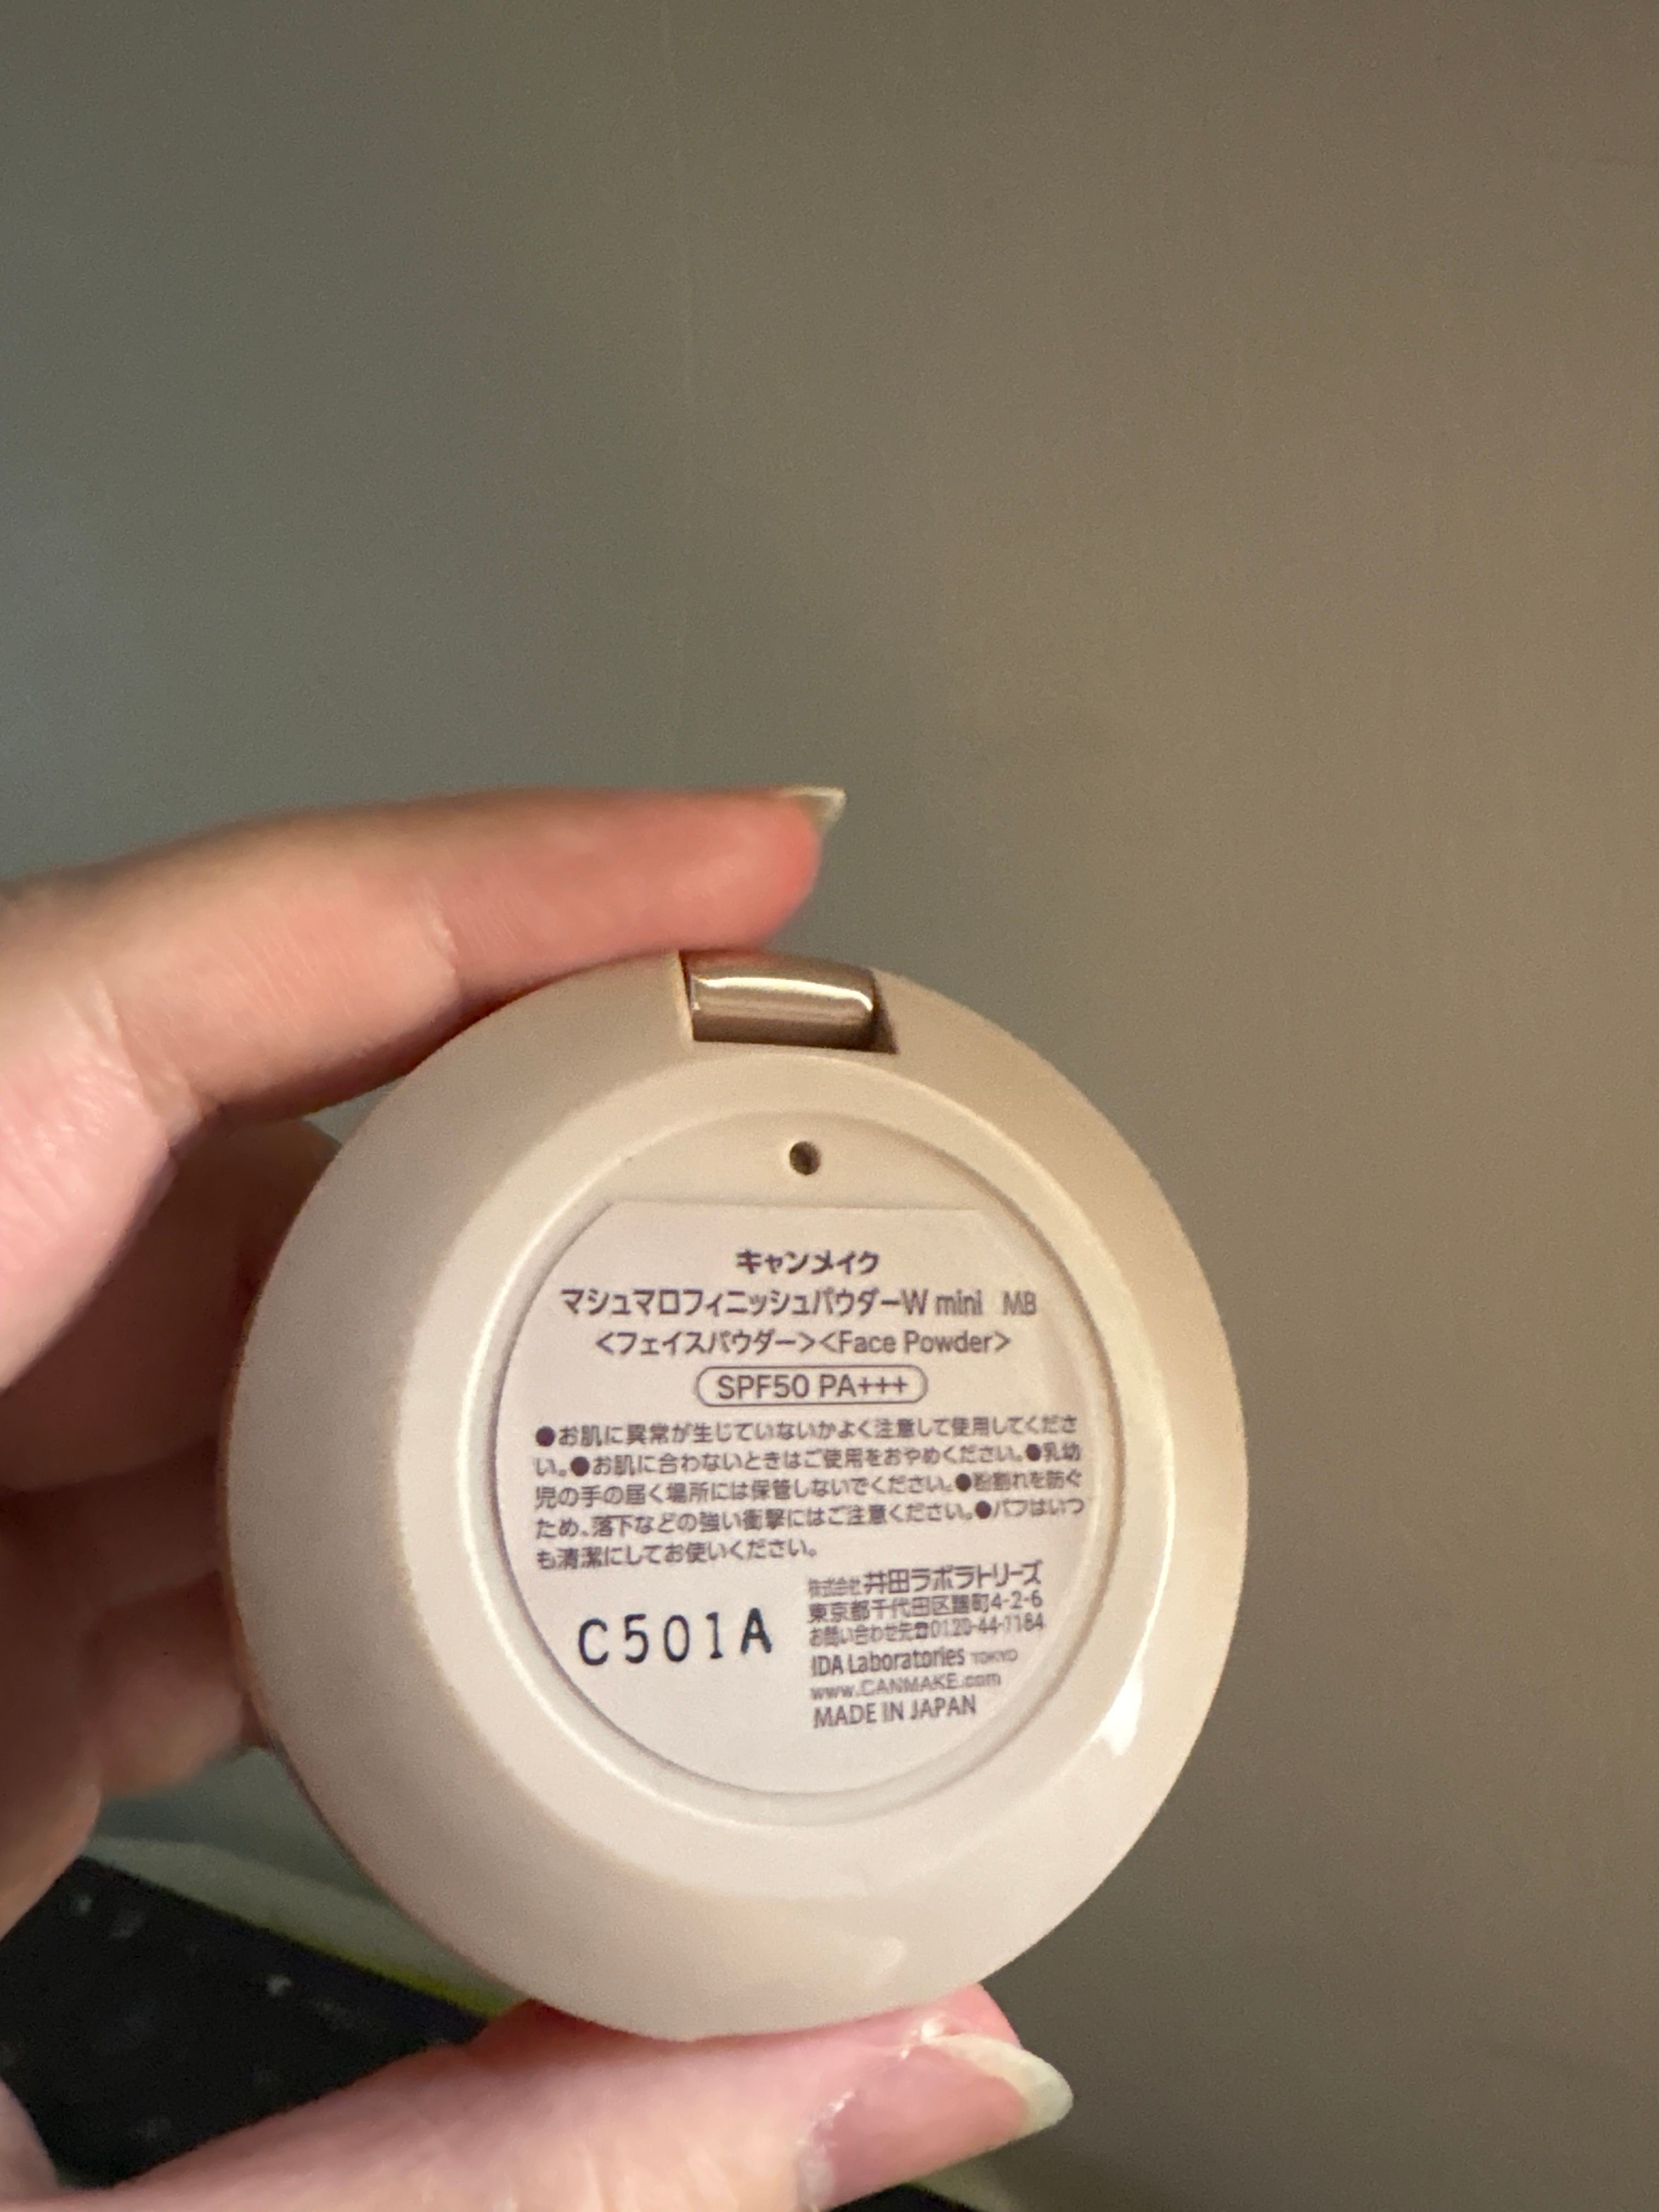 キャンメイク
マシュマロフィニッシュパウダーW mini MB
<フェイスパウダー><Face Powder>
SPF50 PA+++
●お肌に異常が生じていないかよく注意して使用してくださ
い。●お肌に合わないときはご使用をおやめください。●乳幼
児の手の届く場所には保管しないでください。●粉割れを防ぐ
ため、落下などの強い衝撃にはご注意ください。●パフはいつ
も清潔にしてお使いください。
C501A
株式会社 井田ラボラトリーズ
東京都千代田区麹町4-2-6
お問い合わせ先☎0120-44-1184
IDA Laboratories TOKYO
www.CANMAKE.com
MADE IN JAPAN